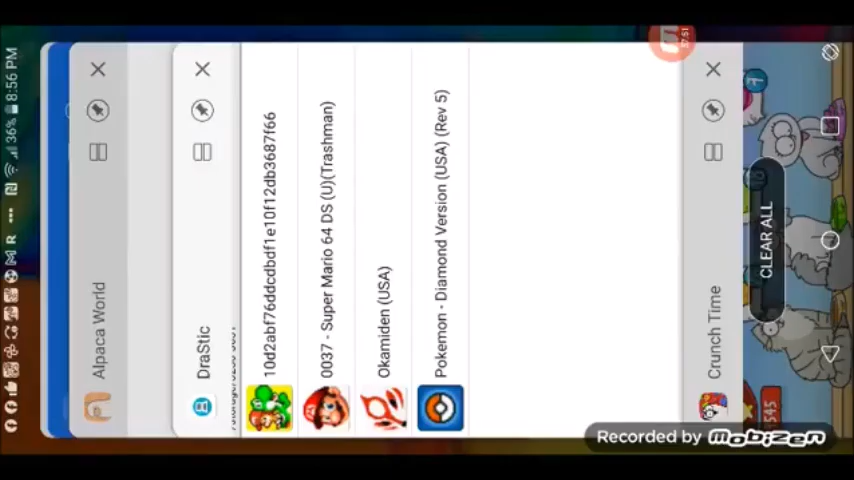 8:56 PM
36%
R
Alpaca World
DraStic
10d2abf76ddcdbdf1e10f12db3687f66
0037 - Super Mario 64 DS (U)(Trashman)
Okamiden (USA)
Pokemon - Diamond Version (USA) (Rev 5)
Crunch Time
CLEAR ALL
545
Recorded by mobizen